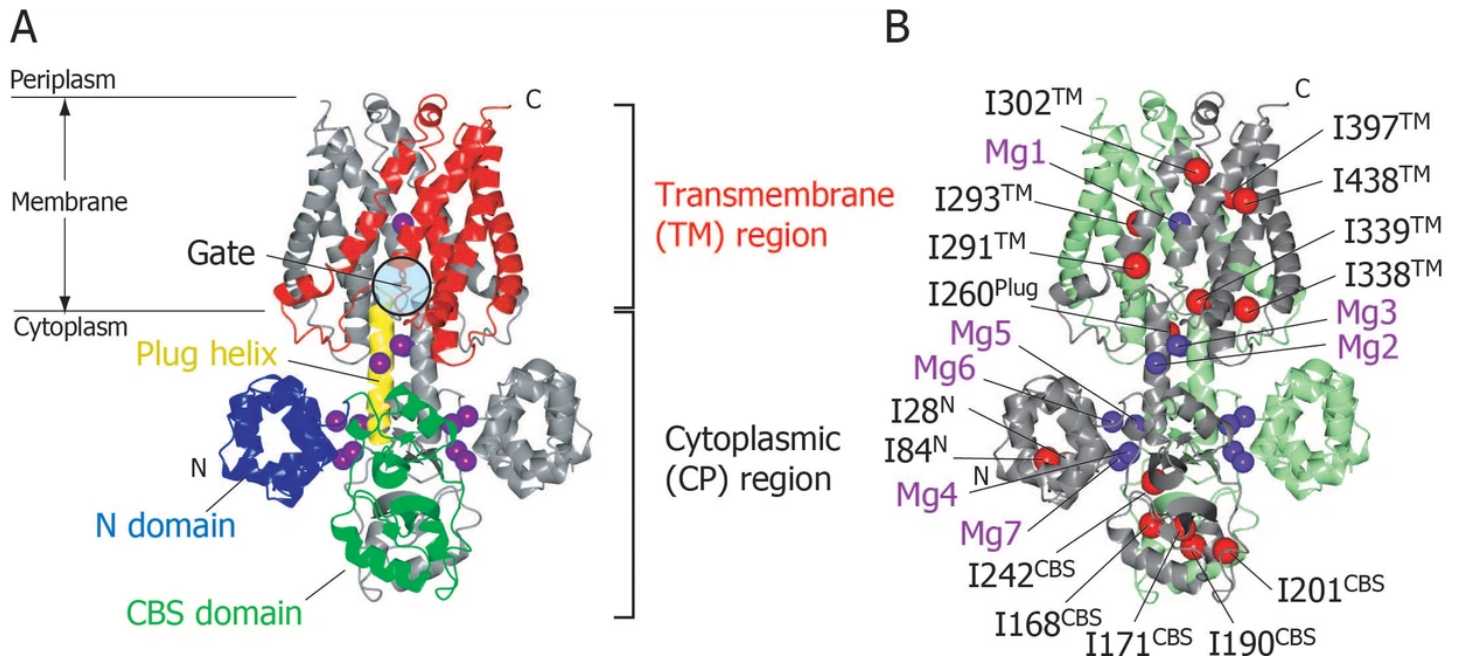 A
Periplasm
C
Membrane
Gate
Cytoplasm
Plug helix
N
N domain
CBS domain
Transmembrane
(TM) region
Cytoplasmic
(CP) region
B
C
I302TM
Mg1
I293TM
I291TM
I260Plug
Mg5
Mg6
I28N
I84N
N
Mg4
Mg7
I242CBS
I168CBS
I171CBS
I190CBS
I201CBS
I397TM
I438TM
I339TM
I338TM
Mg3
Mg2